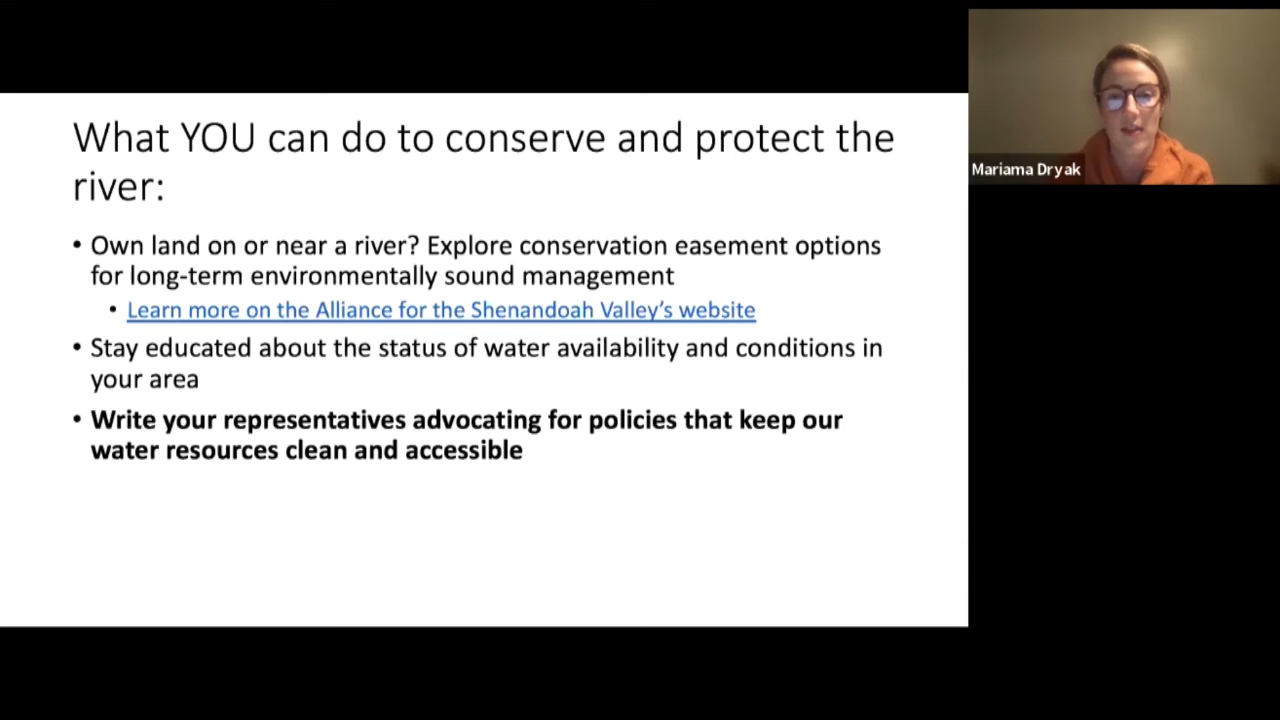 What YOU can do to conserve and protect the
river:
• Own land on or near a river? Explore conservation easement options
for long-term environmentally sound management
• Learn more on the Alliance for the Shenandoah Valley's website
• Stay educated about the status of water availability and conditions in
your area
• Write your representatives advocating for policies that keep our
water resources clean and accessible
Mariama Dryak